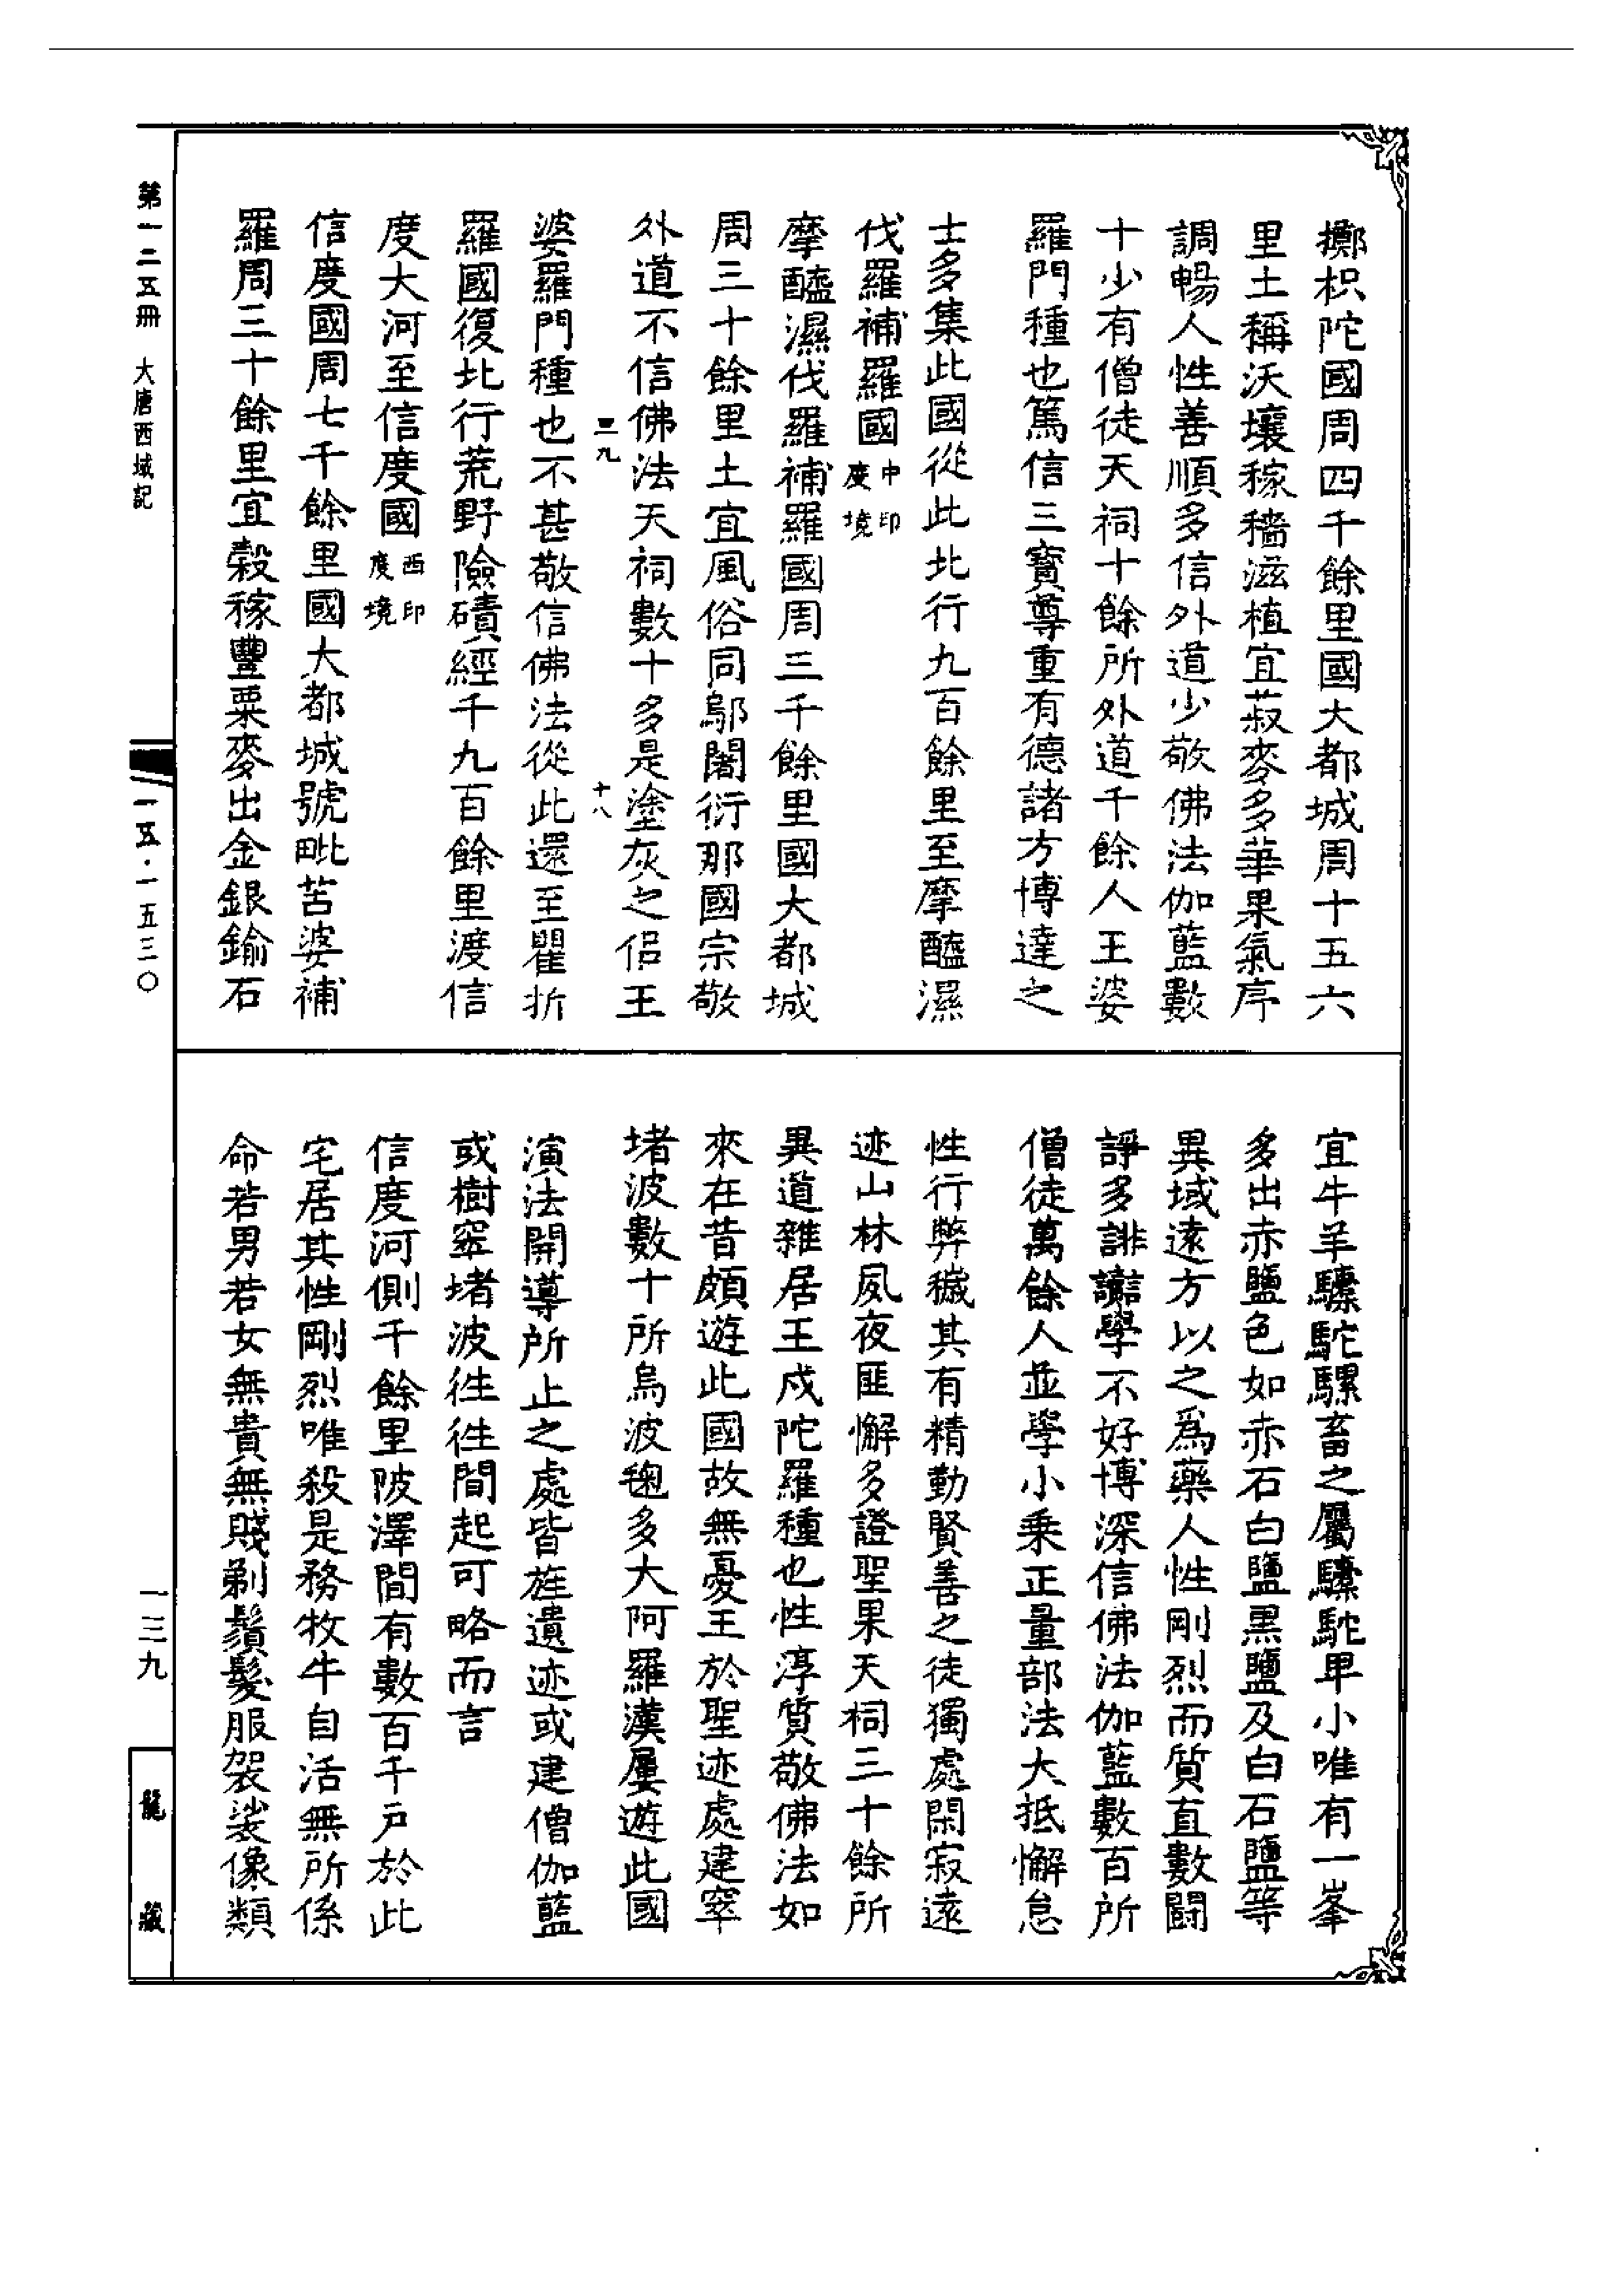 擲枳陀國周四千餘里國大都城周十五六
里土稱沃壤稼穡滋植宜菽麥多華果氣序
調暢人性善順多信外道少敬佛法伽藍數
十少有僧徒天祠十餘所外道千餘人王婆
羅門種也篤信三寶尊重有德諸方博達之
士多集此國從此北行九百餘里至摩醯濕
伐羅補羅國中印度境
摩醯濕伐羅補羅國周三千餘里國大都城
周三十餘里土宜風俗同鄔闍衍那國宗敬
外道不信佛法天祠數十多是塗灰之侶王
三九
十八
婆羅門種也不甚敬信佛法從此還至瞿折
羅國復北行荒野險磧經千九百餘里渡信
度大河至信度國西印度境
信度國周七千餘里國大都城號毗苫婆補
羅周三十餘里宜穀稼豐粟麥出金銀鍮石
宜牛羊驝駝騾畜之屬驝駝卑小唯有一峯
多出赤鹽色如赤石白鹽黑鹽及白石鹽等
異域遠方以之爲藥人性剛烈而質直數鬪
諍多誹讟學不好博深信佛法伽藍數百所
僧徒萬餘人並學小乗正量部法大抵懈怠
性行弊穢其有精勤賢善之徒獨處閑寂遠
迹山林夙夜匪懈多證聖果天祠三十餘所
異道雜居王戍陀羅種也性淳質敬佛法如
來在昔頗遊此國故無憂王於聖迹處建窣
堵波數十所烏波毱多大阿羅漢屢遊此國
演法開導所止之處皆旌遺迹或建僧伽藍
或樹窣堵波往往間起可略而言
信度河側千餘里陂澤間有數百千戶於此
宅居其性剛烈唯殺是務牧牛自活無所係
命若男若女無貴無賤剃鬚髮服袈裟像類
第一二五冊 大唐西域記
一五·一五三〇
一三九
龍藏